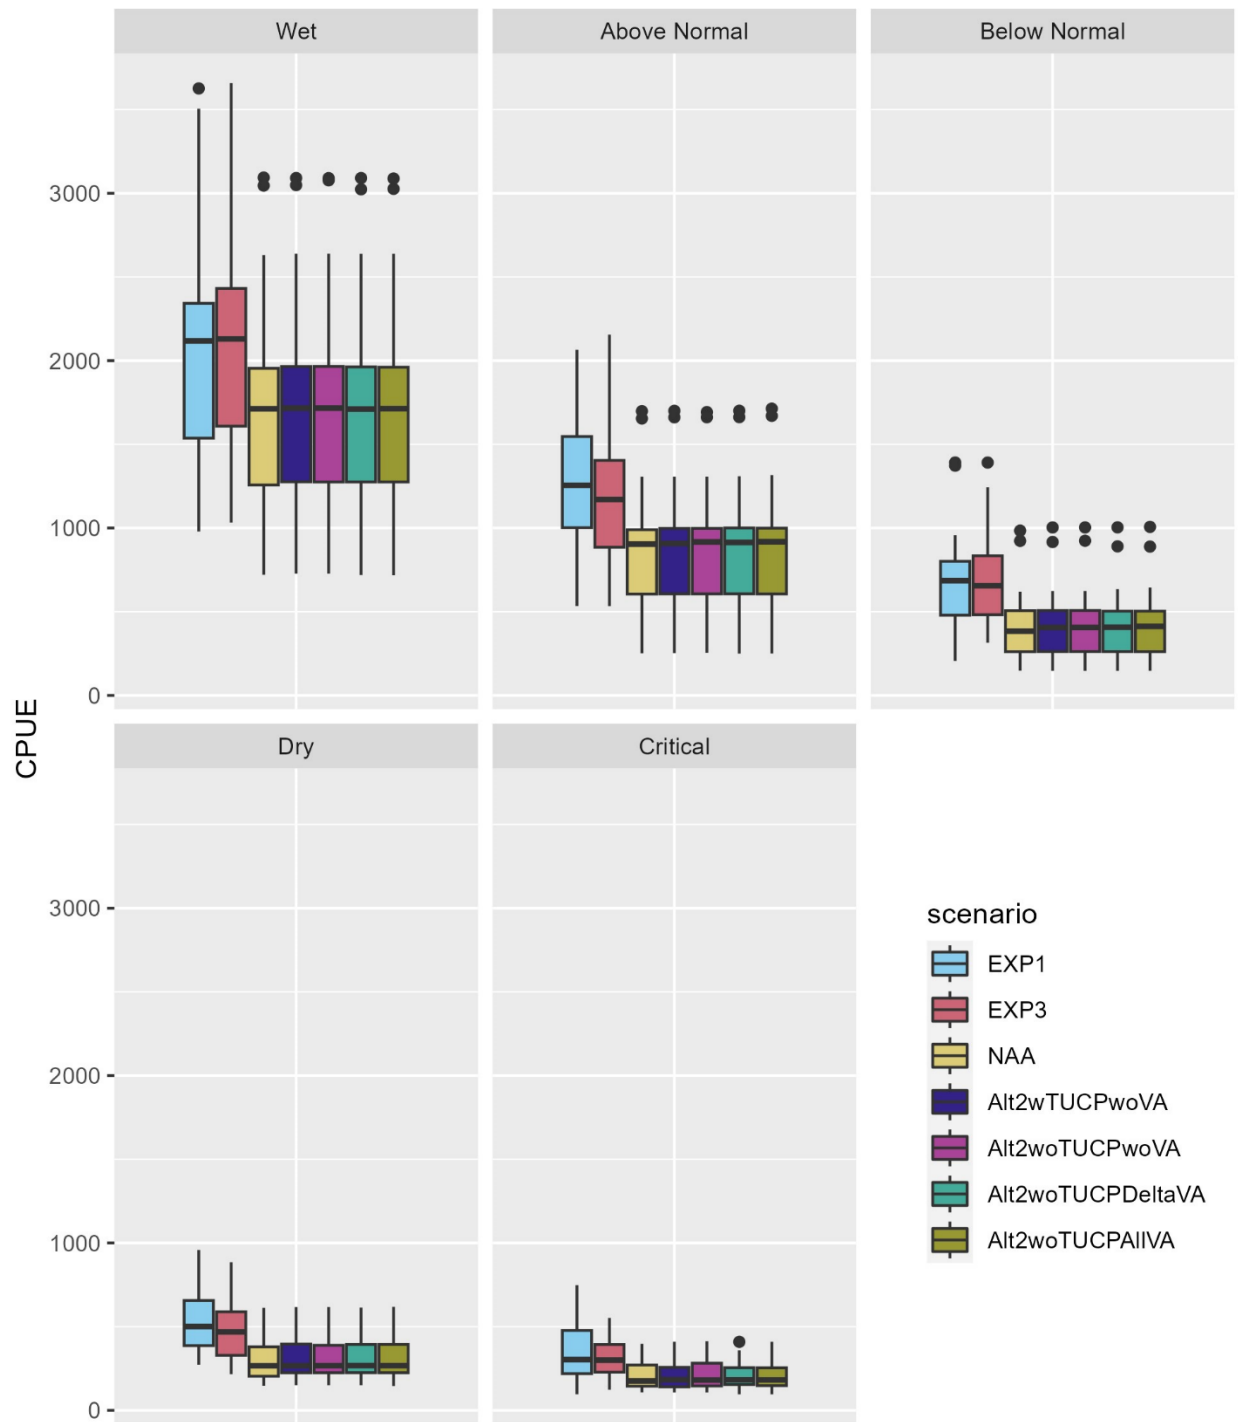 Wet
Above Normal
Below Normal
3000
2000
1000
0
CPUE
Dry
Critical
3000
2000
1000
0
scenario
EXP1
EXP3
NAA
Alt2wTUCPwoVA
Alt2woTUCPwoVA
Alt2woTUCPDeltaVA
Alt2woTUCPAllVA